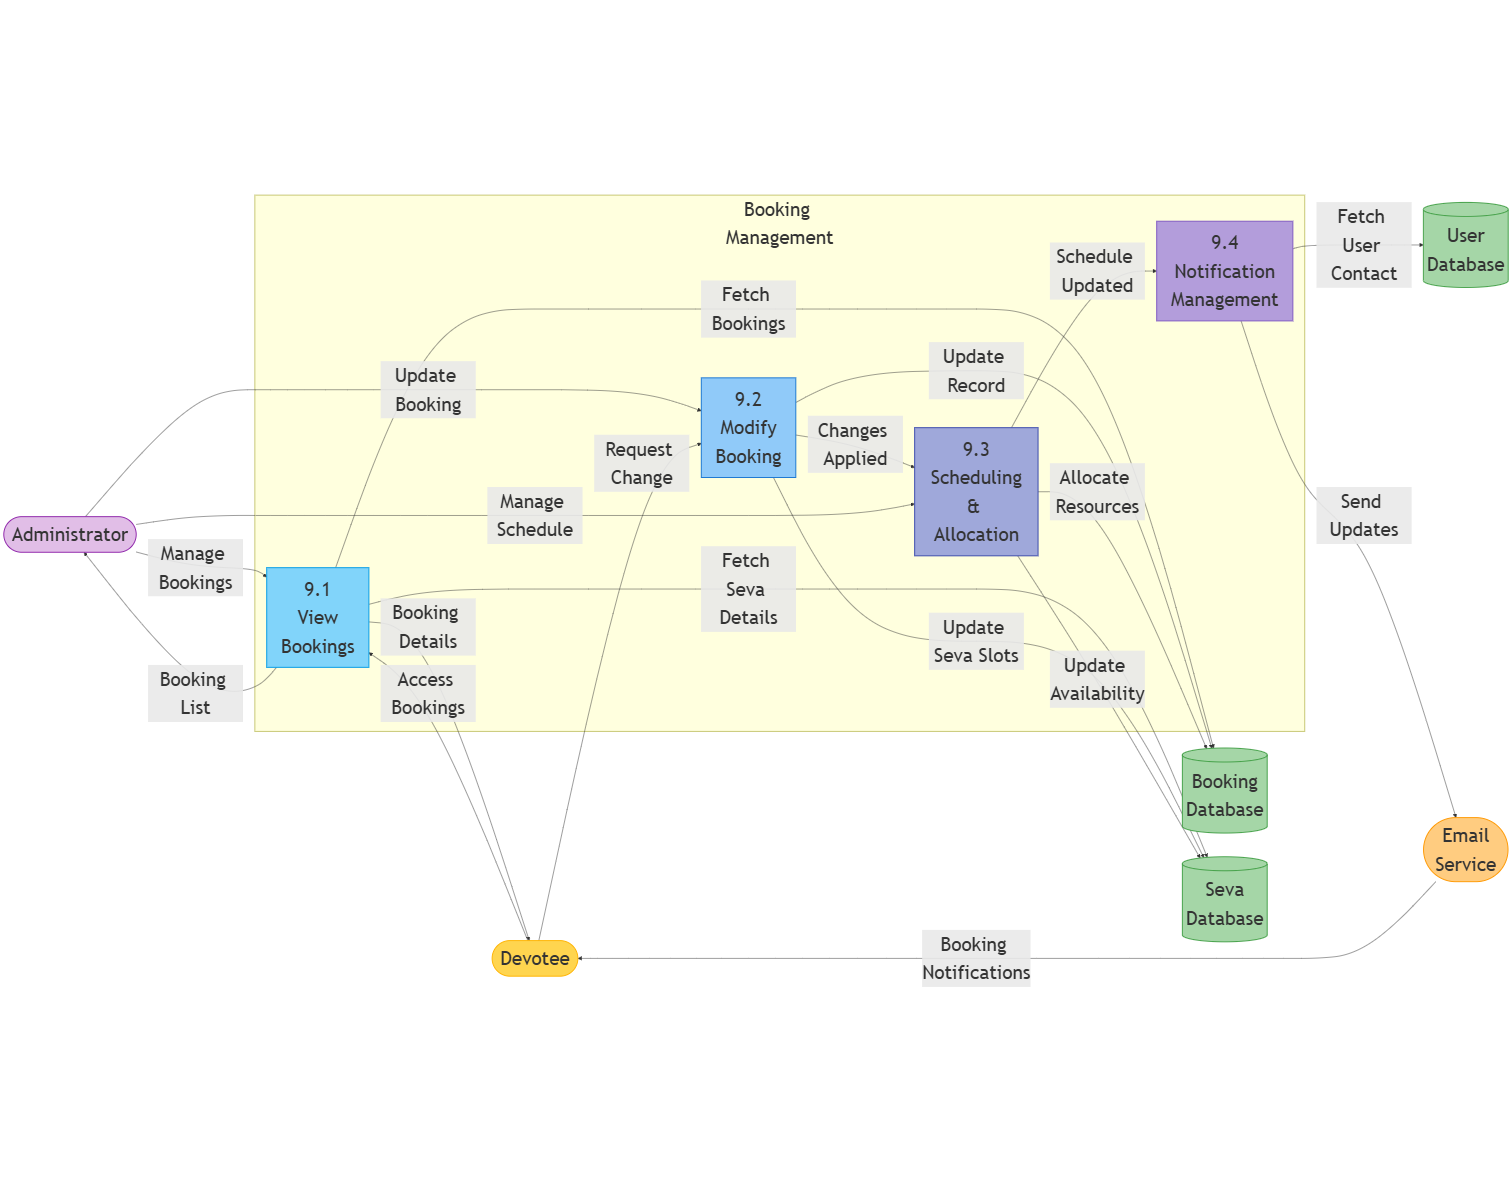 Booking
Management
9.4
Notification
Management
Fetch
User
Contact
User
Database
Schedule
Updated
Fetch
Bookings
Update
Booking
9.2
Modify
Booking
Update
Record
Request
Change
Changes
Applied
9.3
Scheduling
&
Allocation
Allocate
Resources
Manage
Schedule
Send
Updates
Administrator
Manage
Bookings
9.1
View
Bookings
Fetch
Seva
Details
Booking
Details
Update
Seva Slots
Update
Availability
Booking
List
Access
Bookings
Booking
Database
Email
Service
Seva
Database
Devotee
Booking
Notifications